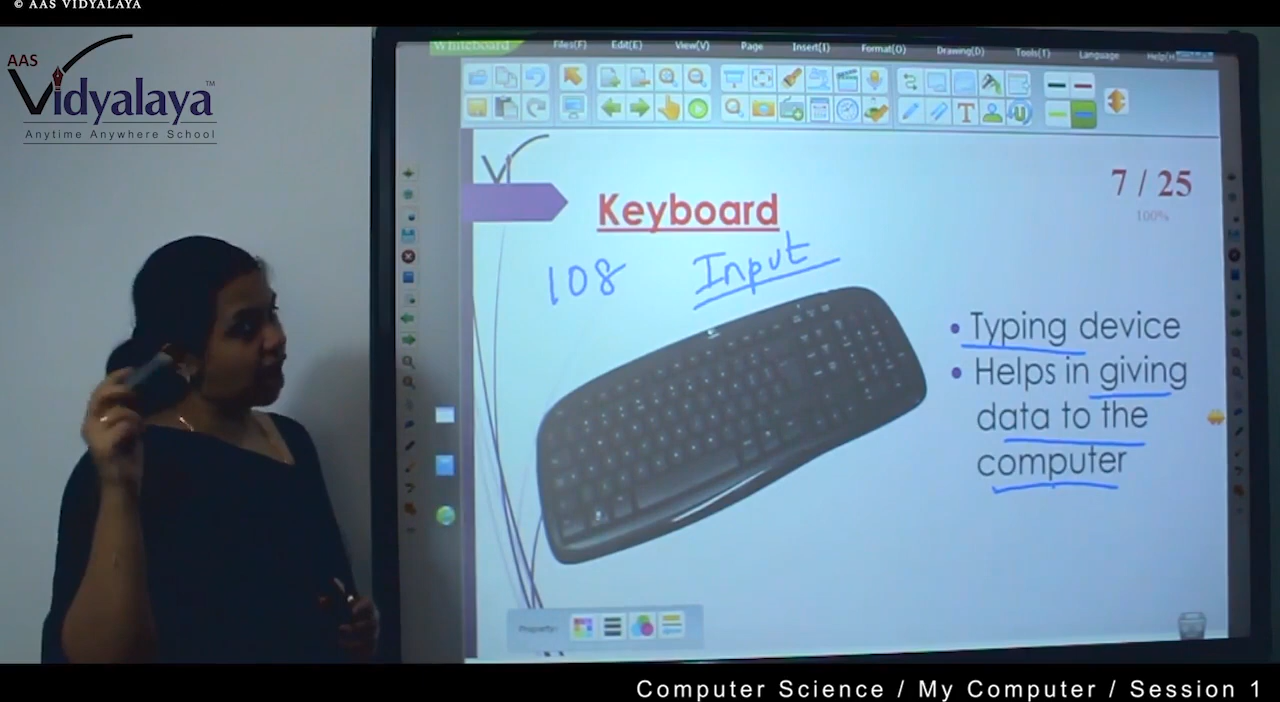 © AAS VIDYALAYA
AAS
Vidyalaya™
Anytime Anywhere School
Whiteboard Files(F) Edit(E) View(V) Page Insert(I) Format(O) Drawing(D) Tools(T) Language
7 / 25
100%
Keyboard
108 Input
• Typing device
• Helps in giving
data to the
computer
Property:
Computer Science / My Computer / Session 1